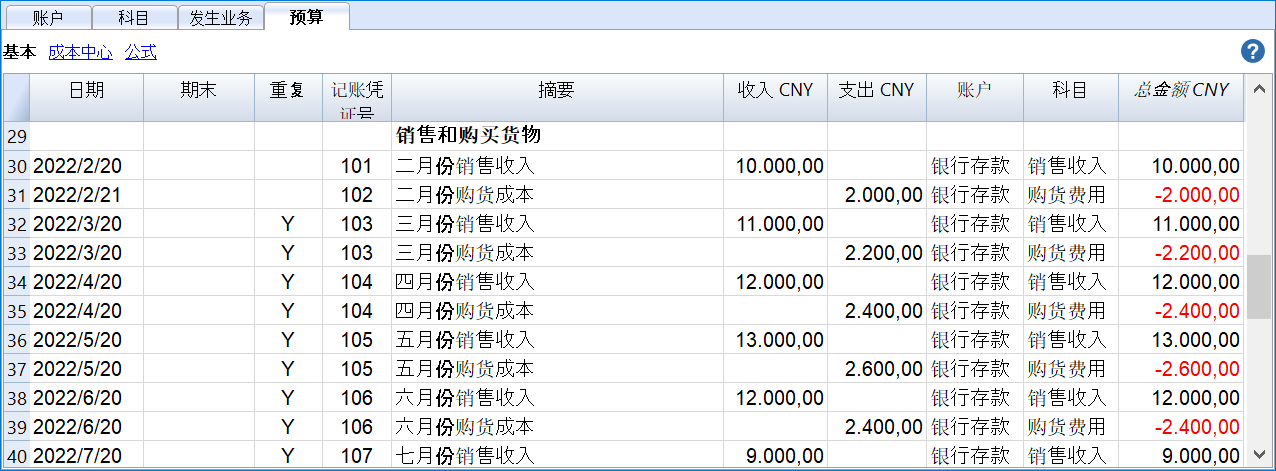 账户 科目 发生业务 预算
基本 成本中心 公式 ?
日期 期末 重复 记账凭证号 摘要 收入 CNY 支出 CNY 账户 科目 总金额 CNY
29 销售和购买货物
30 2022/2/20 101 二月份销售收入 10.000,00 银行存款 销售收入 10.000,00
31 2022/2/21 102 二月份购货成本 2.000,00 银行存款 购货费用 -2.000,00
32 2022/3/20 Y 103 三月份销售收入 11.000,00 银行存款 销售收入 11.000,00
33 2022/3/20 Y 103 三月份购货成本 2.200,00 银行存款 购货费用 -2.200,00
34 2022/4/20 Y 104 四月份销售收入 12.000,00 银行存款 销售收入 12.000,00
35 2022/4/20 Y 104 四月份购货成本 2.400,00 银行存款 购货费用 -2.400,00
36 2022/5/20 Y 105 五月份销售收入 13.000,00 银行存款 销售收入 13.000,00
37 2022/5/20 Y 105 五月份购货成本 2.600,00 银行存款 购货费用 -2.600,00
38 2022/6/20 Y 106 六月份销售收入 12.000,00 银行存款 销售收入 12.000,00
39 2022/6/20 Y 106 六月份购货成本 2.400,00 银行存款 购货费用 -2.400,00
40 2022/7/20 Y 107 七月份销售收入 9.000,00 银行存款 销售收入 9.000,00